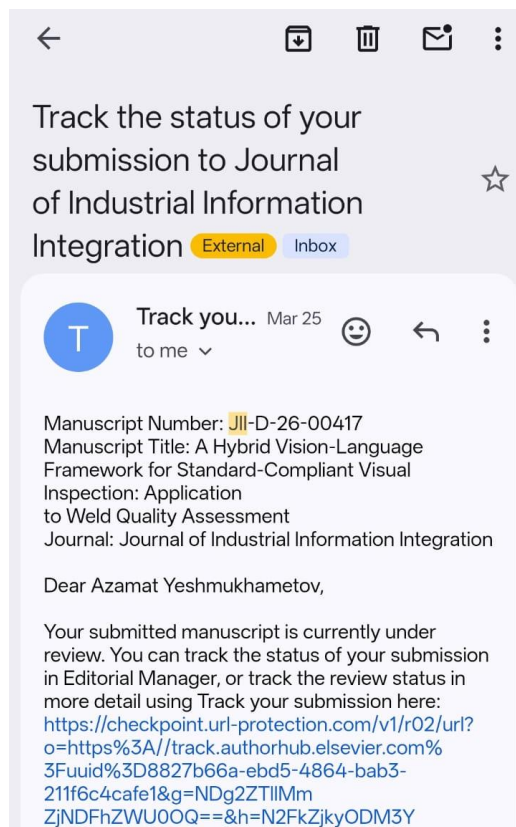 Track the status of your
submission to Journal
of Industrial Information
Integration External Inbox
T
Track you... Mar 25
to me
Manuscript Number: JII-D-26-00417
Manuscript Title: A Hybrid Vision-Language
Framework for Standard-Compliant Visual
Inspection: Application
to Weld Quality Assessment
Journal: Journal of Industrial Information Integration
Dear Azamat Yeshmukhametov,
Your submitted manuscript is currently under
review. You can track the status of your submission
in Editorial Manager, or track the review status in
more detail using Track your submission here:
https://checkpoint.url-protection.com/v1/r02/url?
o=https%3A//track.authorhub.elsevier.com%
3Fuuid%3D8827b66a-ebd5-4864-bab3-
211f6c4cafe1&g=NDg2ZTllMm
ZjNDFhZWU0OQ==&h=N2FkZjkyODM3Y